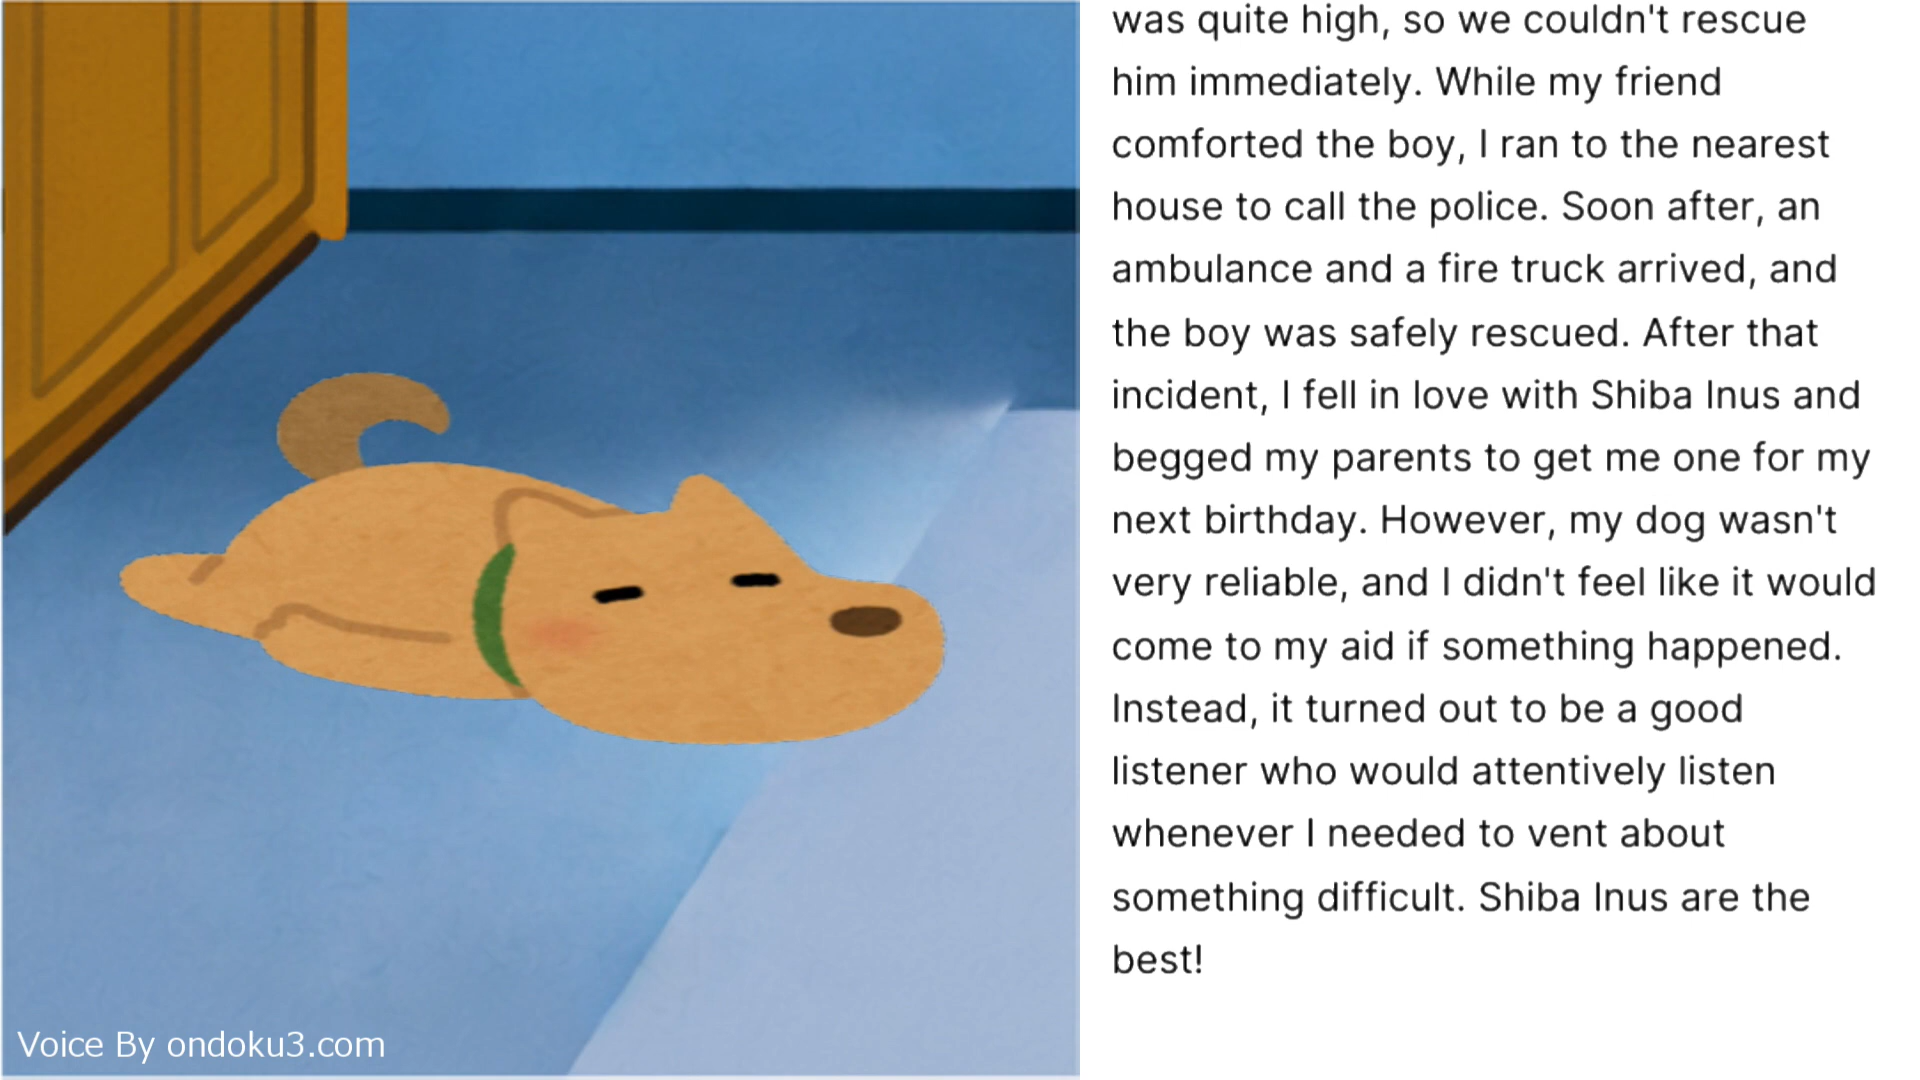 was quite high, so we couldn't rescue
him immediately. While my friend
comforted the boy, I ran to the nearest
house to call the police. Soon after, an
ambulance and a fire truck arrived, and
the boy was safely rescued. After that
incident, I fell in love with Shiba Inus and
begged my parents to get me one for my
next birthday. However, my dog wasn't
very reliable, and I didn't feel like it would
come to my aid if something happened.
Instead, it turned out to be a good
listener who would attentively listen
whenever I needed to vent about
something difficult. Shiba Inus are the
best!
Voice By ondoku3.com